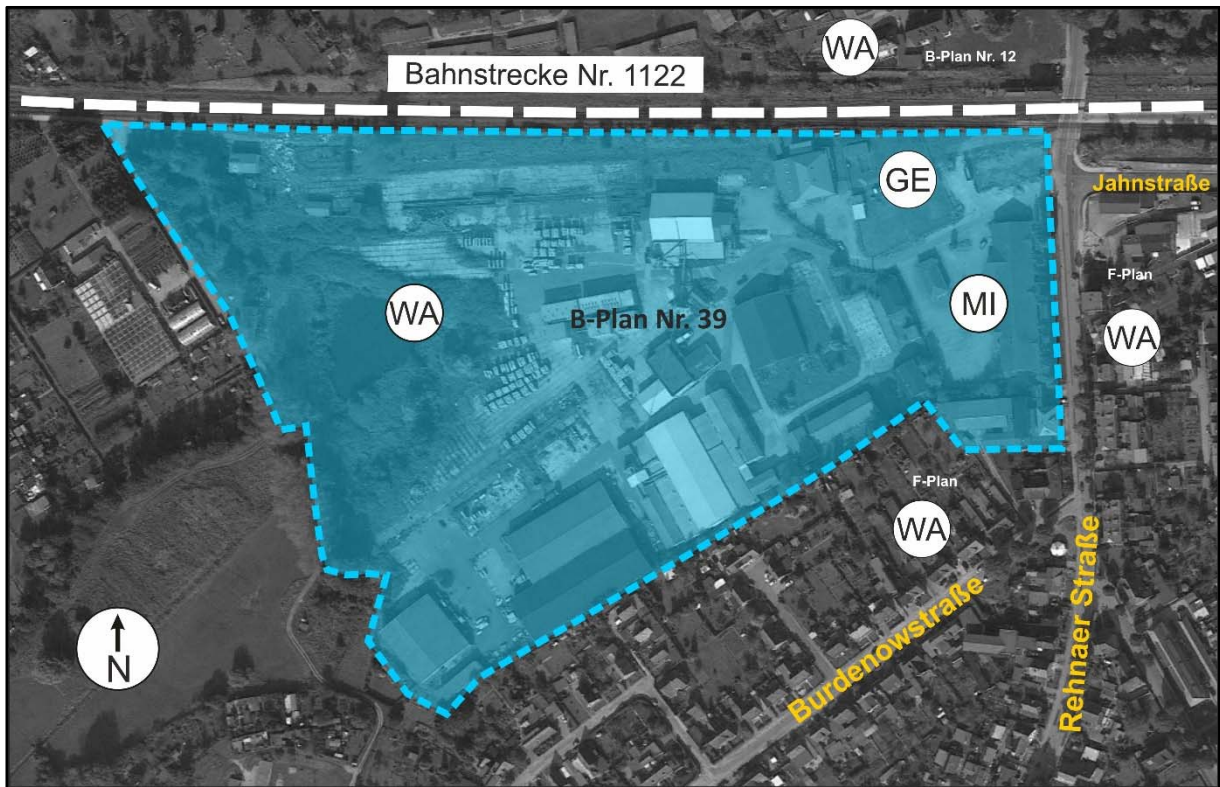 WA
B-Plan Nr. 12
Bahnstrecke Nr. 1122
GE
Jahnstraße
F-Plan
WA
MI
WA
B-Plan Nr. 39
F-Plan
WA
N
Burdenowstraße
Rehnaer Straße